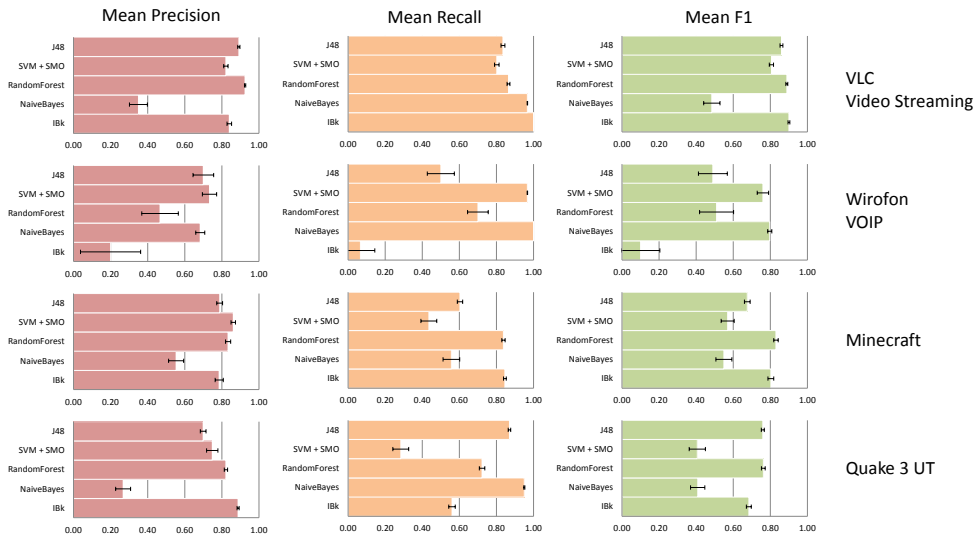 Mean Precision
Mean Recall
Mean F1
J48
SVM + SMO
RandomForest
NaiveBayes
IBk
0.00 0.20 0.40 0.60 0.80 1.00
J48
SVM + SMO
RandomForest
NaiveBayes
IBk
0.00 0.20 0.40 0.60 0.80 1.00
J48
SVM + SMO
RandomForest
NaiveBayes
IBk
0.00 0.20 0.40 0.60 0.80 1.00
VLC
Video Streaming
J48
SVM + SMO
RandomForest
NaiveBayes
IBk
0.00 0.20 0.40 0.60 0.80 1.00
J48
SVM + SMO
RandomForest
NaiveBayes
IBk
0.00 0.20 0.40 0.60 0.80 1.00
J48
SVM + SMO
RandomForest
NaiveBayes
IBk
0.00 0.20 0.40 0.60 0.80 1.00
Wirofon
VOIP
J48
SVM + SMO
RandomForest
NaiveBayes
IBk
0.00 0.20 0.40 0.60 0.80 1.00
J48
SVM + SMO
RandomForest
NaiveBayes
IBk
0.00 0.20 0.40 0.60 0.80 1.00
J48
SVM + SMO
RandomForest
NaiveBayes
IBk
0.00 0.20 0.40 0.60 0.80 1.00
Minecraft
J48
SVM + SMO
RandomForest
NaiveBayes
IBk
0.00 0.20 0.40 0.60 0.80 1.00
J48
SVM + SMO
RandomForest
NaiveBayes
IBk
0.00 0.20 0.40 0.60 0.80 1.00
J48
SVM + SMO
RandomForest
NaiveBayes
IBk
0.00 0.20 0.40 0.60 0.80 1.00
Quake 3 UT